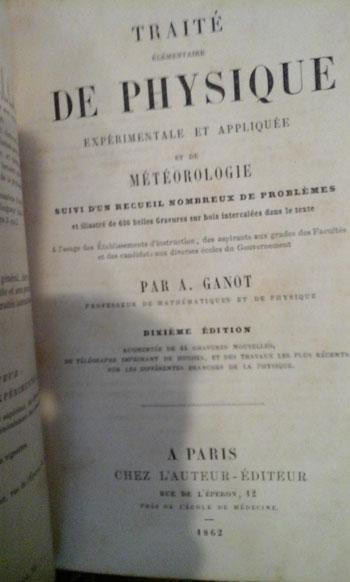 TRAITÉ
ÉLÉMENTAIRE
DE PHYSIQUE
EXPÉRIMENTALE ET APPLIQUÉE
ET DE
MÉTÉOROLOGIE
SUIVI D'UN RECUEIL NOMBREUX DE PROBLÈMES
et illustré de 606 belles Gravures sur bois intercalées dans le texte
A l'usage des Établissements d'instruction, des aspirants aux grades des Facultés
et des candidats aux diverses écoles du Gouvernement
PAR A. GANOT
PROFESSEUR DE MATHÉMATIQUES ET DE PHYSIQUE
DIXIÈME ÉDITION
AUGMENTÉE DE 45 GRAVURES NOUVELLES,
DU TÉLÉGRAPHE IMPRIMANT DE HUGHES, ET DES TRAVAUX LES PLUS RÉCENTS
SUR LES DIFFÉRENTES BRANCHES DE LA PHYSIQUE.
A PARIS
CHEZ L'AUTEUR-ÉDITEUR
RUE DE L'ÉPERON, 12
PRÈS DE L'ÉCOLE DE MÉDECINE.
1862